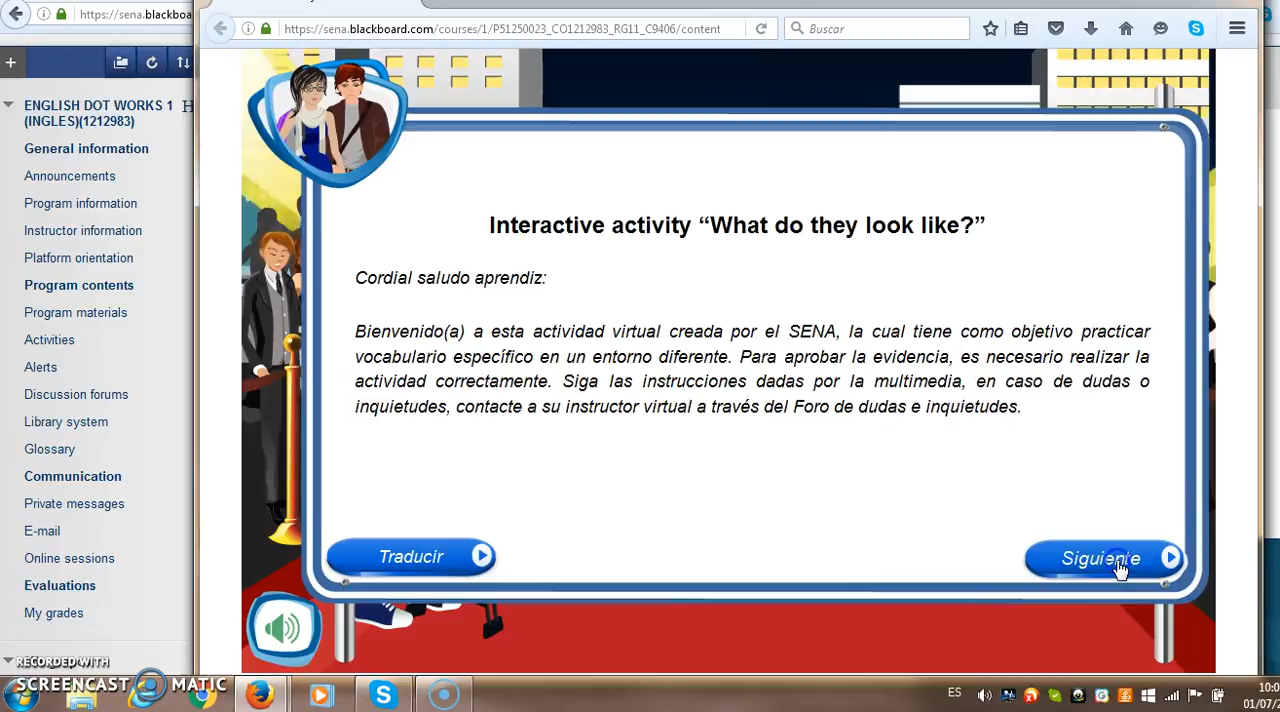 https://sena.blackboa
https://sena.blackboard.com/courses/1/P51250023_CO1212983_RG11_C9406/content
Buscar
ENGLISH DOT WORKS 1
(INGLES)(1212983)
General information
Announcements
Program information
Instructor information
Platform orientation
Program contents
Program materials
Activities
Alerts
Discussion forums
Library system
Glossary
Communication
Private messages
E-mail
Online sessions
Evaluations
My grades
Interactive activity “What do they look like?”
Cordial saludo aprendiz:
Bienvenido(a) a esta actividad virtual creada por el SENA, la cual tiene como objetivo practicar
vocabulario específico en un entorno diferente. Para aprobar la evidencia, es necesario realizar la
actividad correctamente. Siga las instrucciones dadas por la multimedia, en caso de dudas o
inquietudes, contacte a su instructor virtual a través del Foro de dudas e inquietudes.
Traducir
Siguiente
RECORDED WITH
SCREENCAST MATIC
ES
10:0
01/07/2